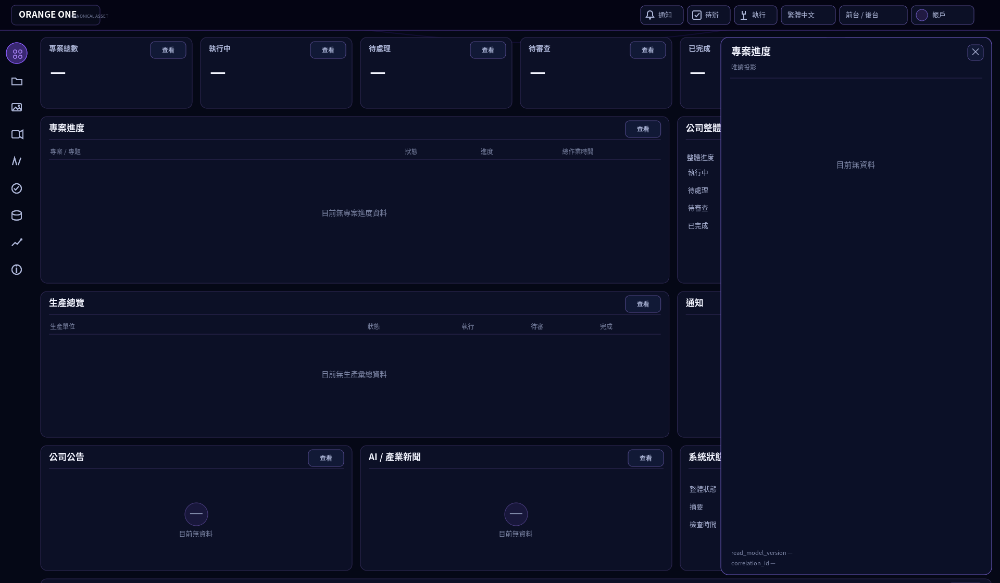 ORANGE ONE
通知
待辦
執行
繁體中文
前台 / 後台
帳戶
專案總數
查看
—
執行中
查看
—
待處理
查看
—
待審查
查看
—
已完成
—
專案進度
查看
專案 / 專題
狀態
進度
總作業時間
目前無專案進度資料
公司整體
整體進度
執行中
待處理
待審查
已完成
生產總覽
查看
生產單位
狀態
執行
待審
完成
目前無生產彙總資料
通知
公司公告
查看
—
目前無資料
AI / 產業新聞
查看
—
目前無資料
系統狀態
整體狀態
摘要
檢查時間
專案進度
唯讀投影
目前無資料
read_model_version —
correlation_id —